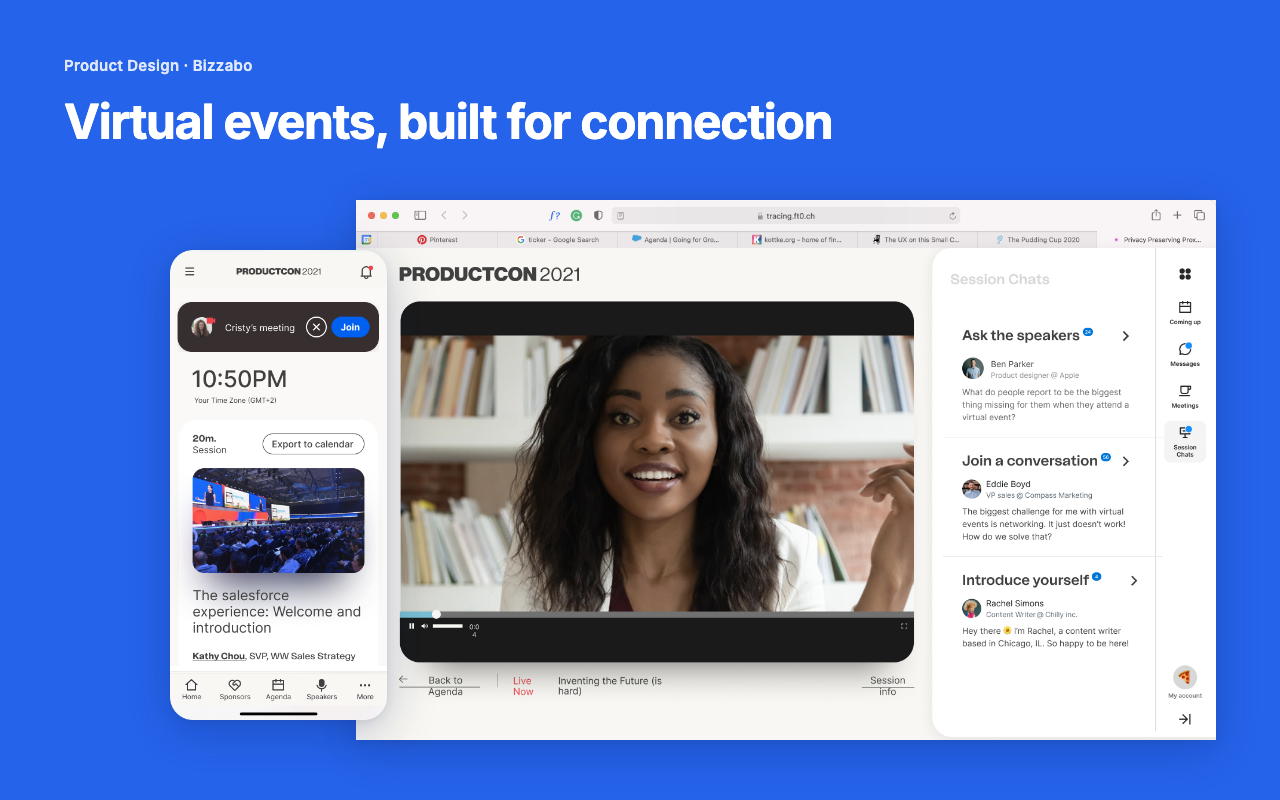 Product Design · Bizzabo
Virtual events, built for connection
f?
tracing.ft0.ch
Pinterest
ticker - Google Search
Agenda | Going for Gro...
kottke.org - home of fin...
The UX on this Small C...
The Pudding Cup 2020
Privacy Preserving Prox...
PRODUCTCON 2021
Cristy's meeting
Join
10:50PM
Your Time Zone (GMT+2)
20m.
Session
Export to calendar
The salesforce
experience: Welcome and
introduction
Kathy Chou, SVP, WW Sales Strategy
Home
Sponsors
Agenda
Speakers
More
PRODUCTCON 2021
0:0
4
Back to
Agenda
Live
Now
Inventing the Future (is
hard)
Session
info
Session Chats
Ask the speakers 24
Ben Parker
Product designer @ Apple
What do people report to be the biggest
thing missing for them when they attend a
virtual event?
Join a conversation 56
Eddie Boyd
VP sales @ Compass Marketing
The biggest challenge for me with virtual
events is networking. It just doesn't work!
How do we solve that?
Introduce yourself 4
Rachel Simons
Content Writer @ Chilly inc.
Hey there 🌻 I'm Rachel, a content writer
based in Chicago, IL. So happy to be here!
Coming up
Messages
Meetings
Session
Chats
My account